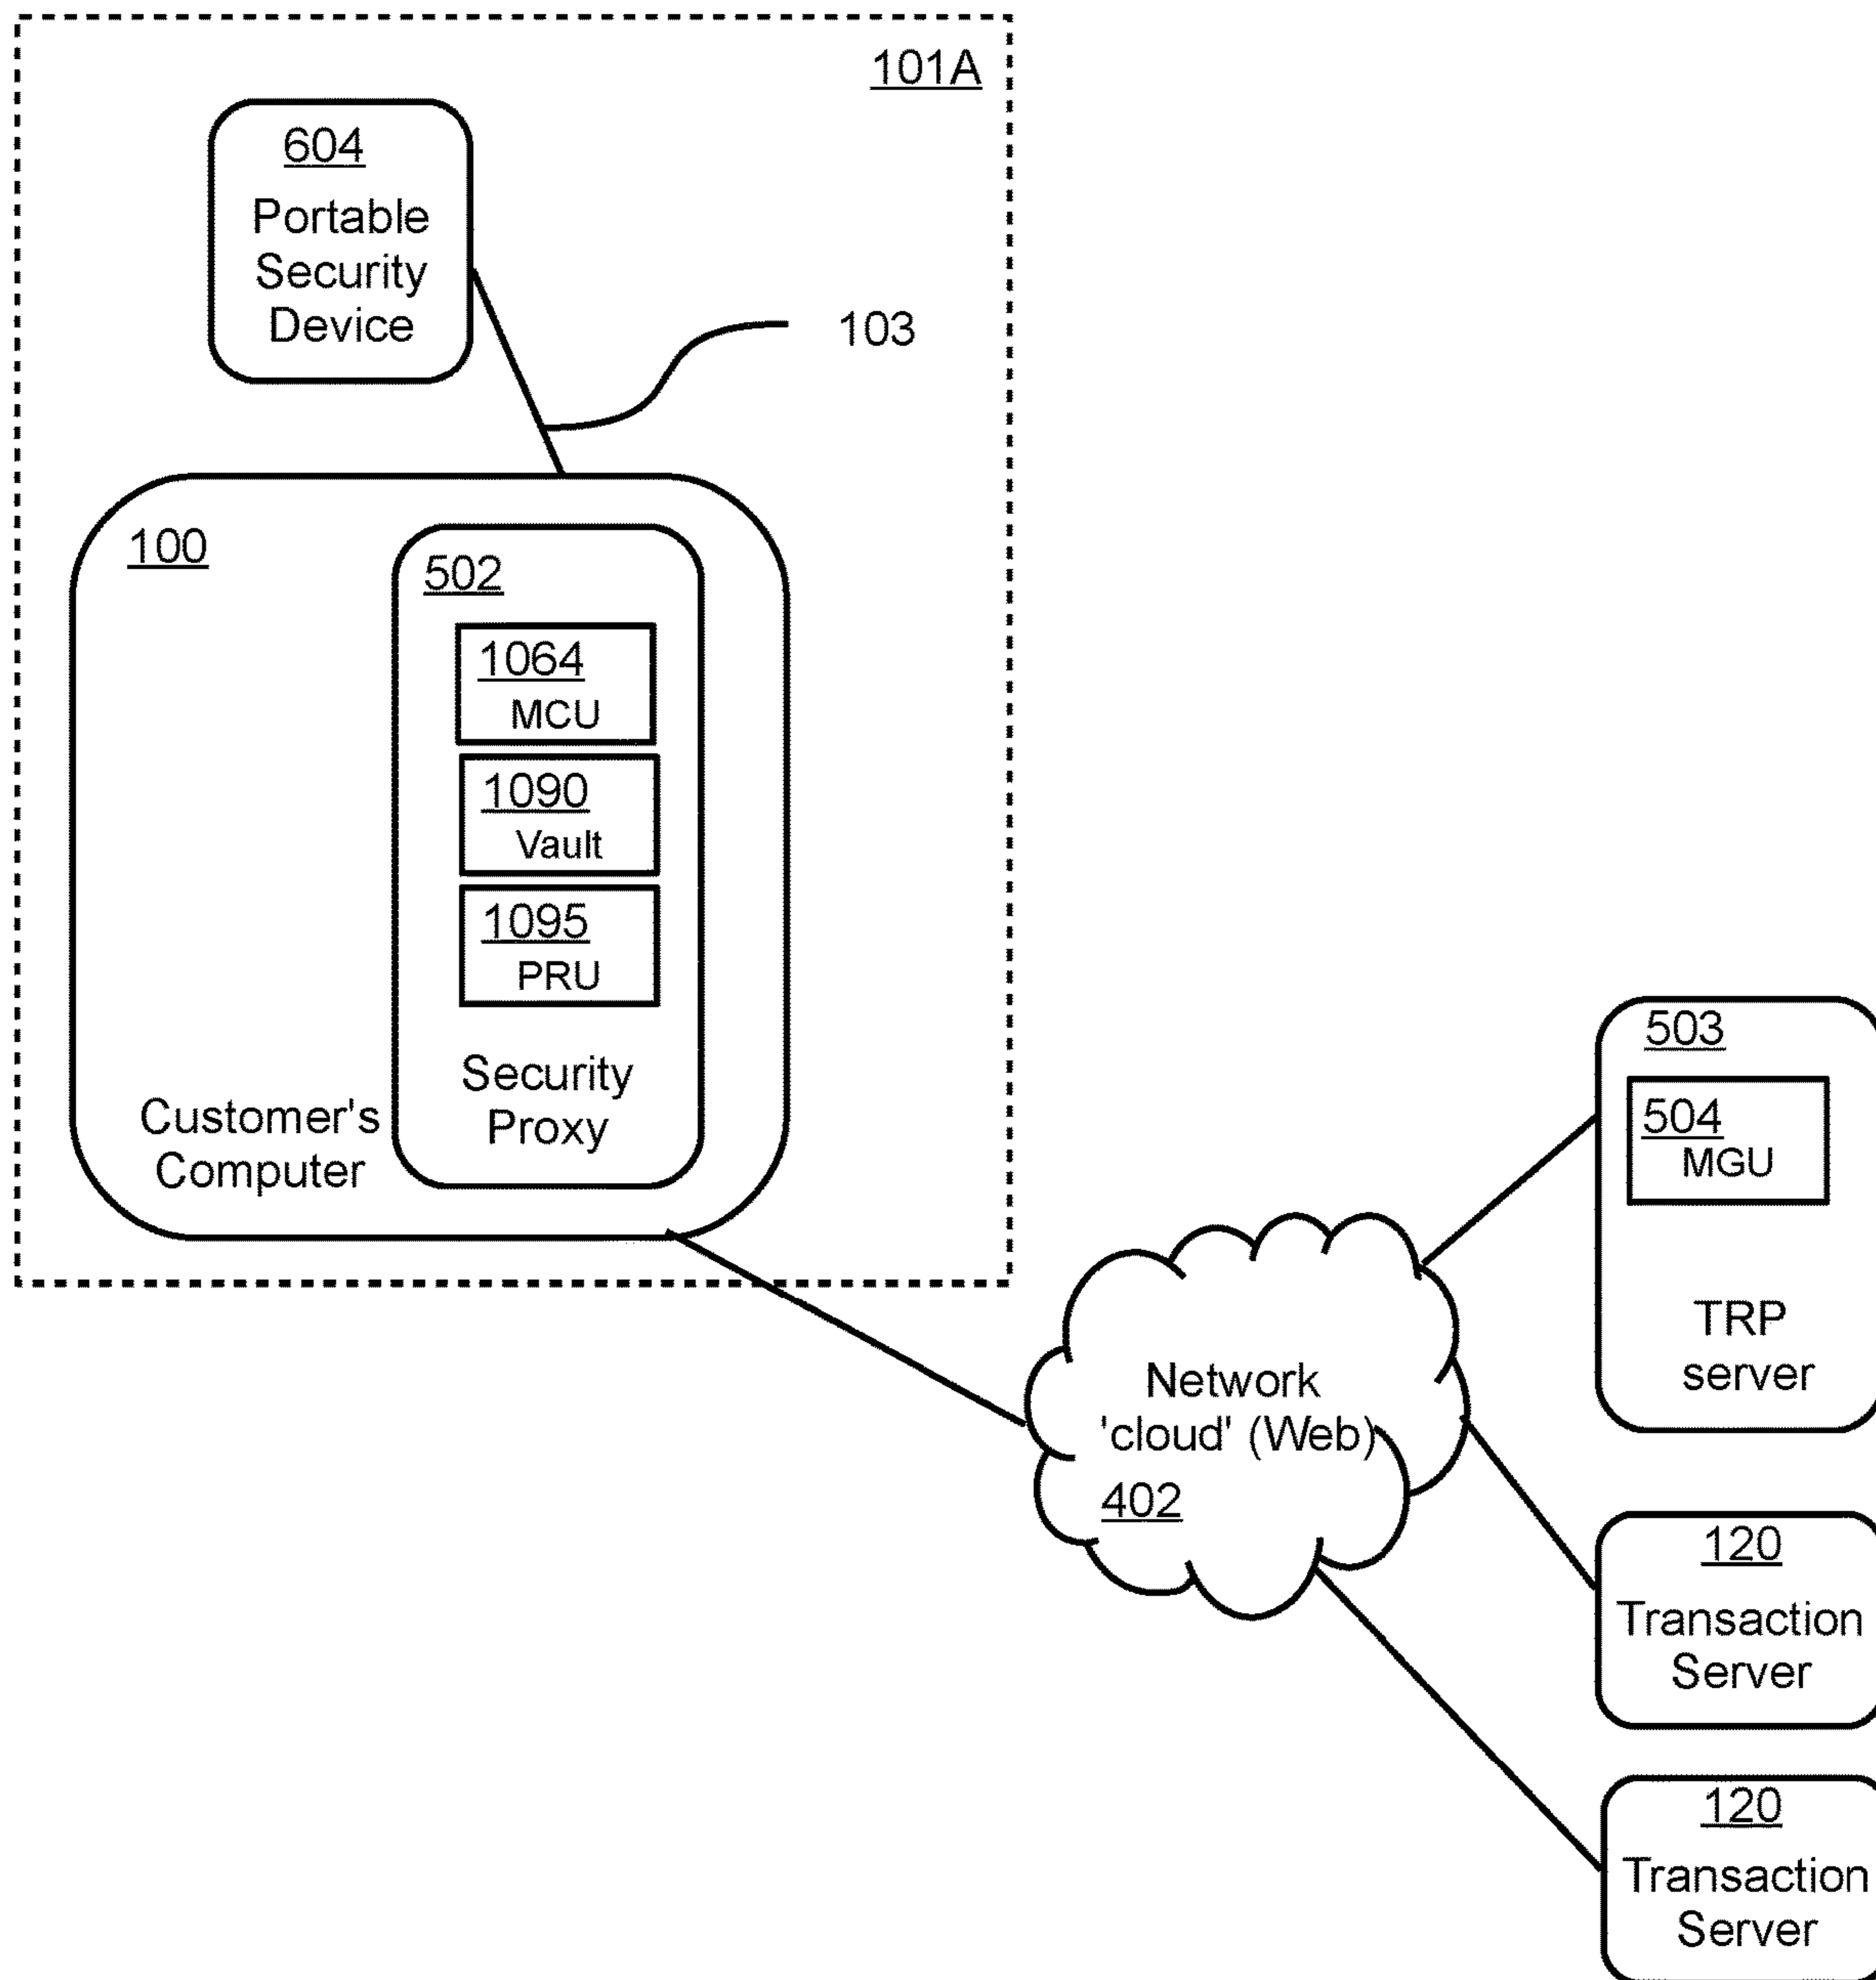 101A
604
Portable
Security
Device
103
100
502
1064
MCU
1090
Vault
1095
PRU
Security
Proxy
Customer's
Computer
503
504
MGU
TRP
server
Network
'cloud' (Web)
402
120
Transaction
Server
120
Transaction
Server